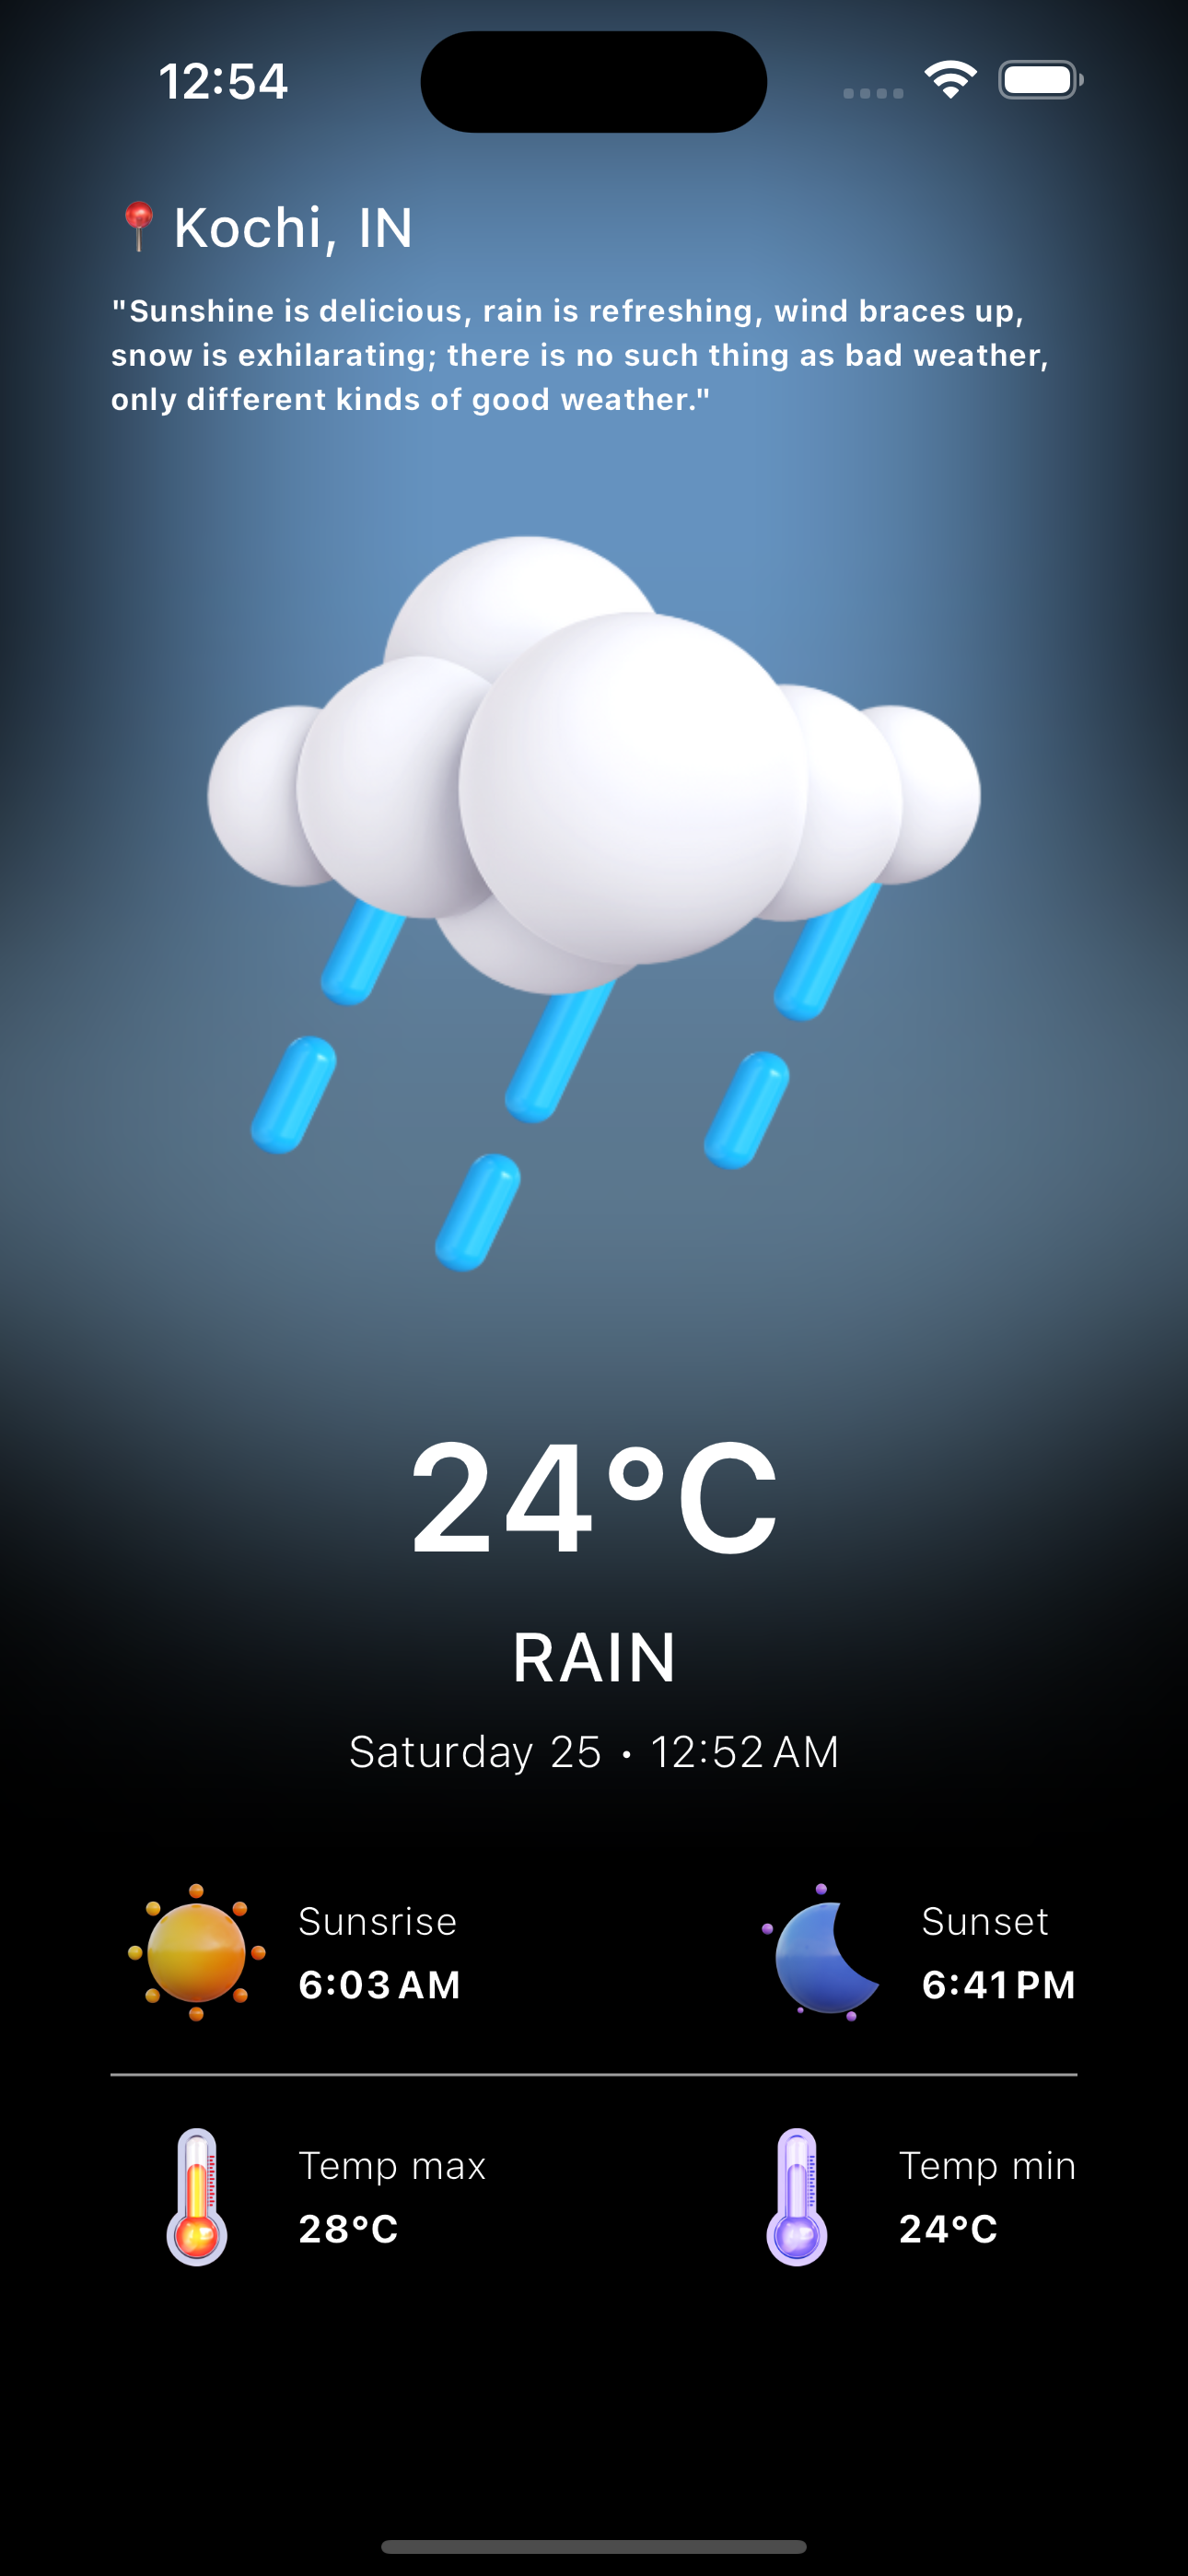 12:54
Kochi, IN
"Sunshine is delicious, rain is refreshing, wind braces up,
snow is exhilarating; there is no such thing as bad weather,
only different kinds of good weather."
24°C
RAIN
Saturday 25 • 12:52 AM
Sunsrise
6:03 AM
Sunset
6:41 PM
Temp max
28°C
Temp min
24°C